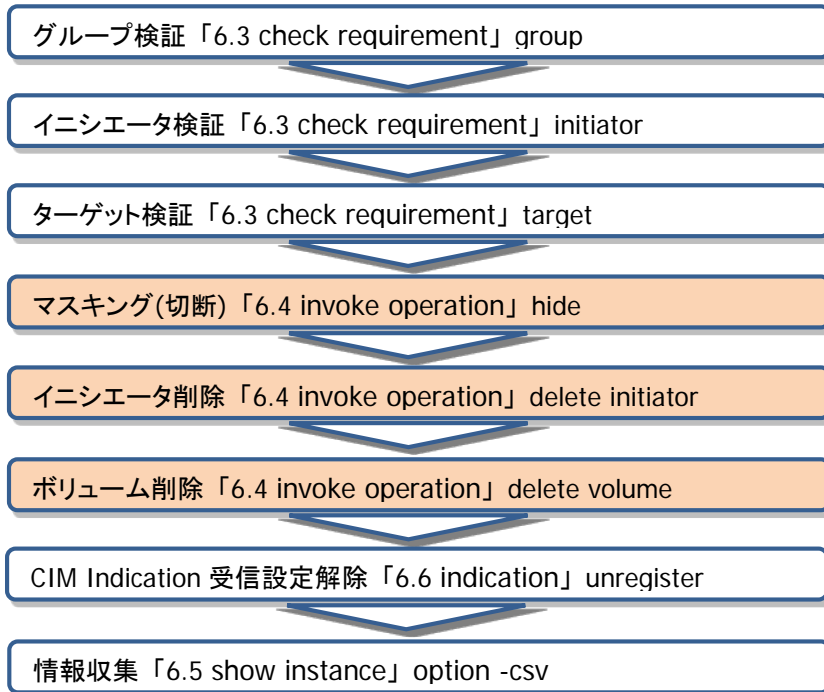 グループ検証「6.3 check requirement」group
イニシエータ検証「6.3 check requirement」initiator
ターゲット検証「6.3 check requirement」target
マスキング(切断)「6.4 invoke operation」hide
イニシエータ削除「6.4 invoke operation」delete initiator
ボリューム削除「6.4 invoke operation」delete volume
CIM Indication 受信設定解除「6.6 indication」unregister
情報収集「6.5 show instance」option -csv